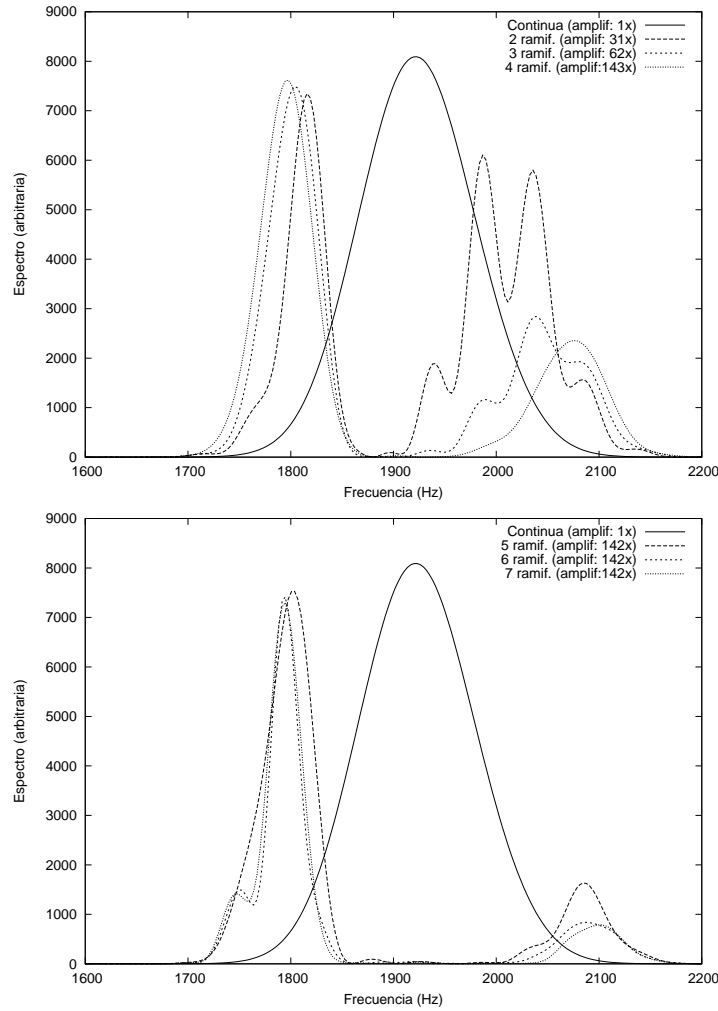 9000
8000
7000
6000
5000
4000
3000
2000
1000
0
Espectro (arbitraria)
Continua (amplif: 1x)
2 ramif. (amplif: 31x)
3 ramif. (amplif: 62x)
4 ramif. (amplif:143x)
1600 1700 1800 1900 2000 2100 2200
Frecuencia (Hz)
9000
8000
7000
6000
5000
4000
3000
2000
1000
0
Espectro (arbitraria)
Continua (amplif: 1x)
5 ramif. (amplif: 142x)
6 ramif. (amplif: 142x)
7 ramif. (amplif:142x)
1600 1700 1800 1900 2000 2100 2200
Frecuencia (Hz)